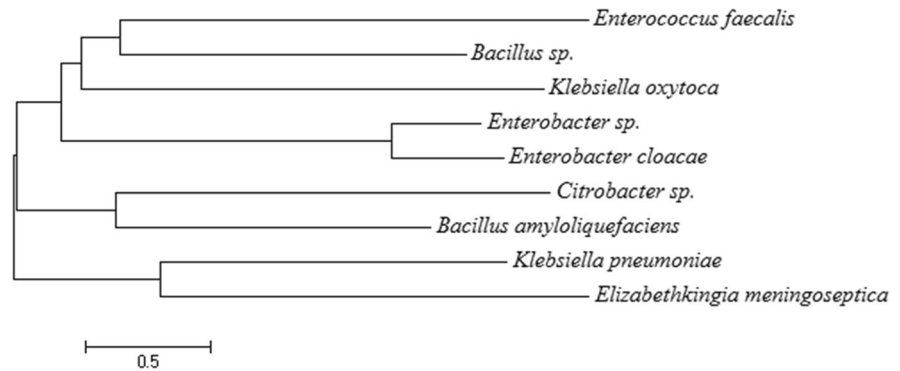 Enterococcus faecalis
Bacillus sp.
Klebsiella oxytoca
Enterobacter sp.
Enterobacter cloacae
Citrobacter sp.
Bacillus amyloliquefaciens
Klebsiella pneumoniae
Elizabethkingia meningoseptica
0.5